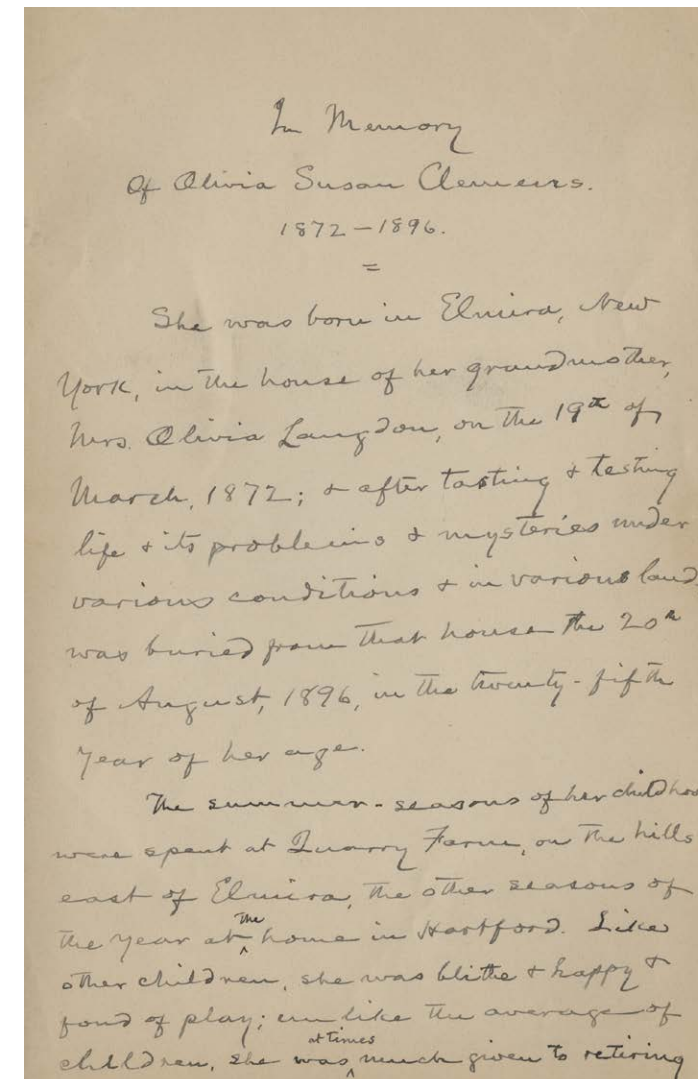 In Memory
Of Olivia Susan Clemens.
1872 – 1896.
=
She was born in Elmira, New
York, in the house of her grandmother,
Mrs. Olivia Langdon, on the 19th of
March, 1872; & after tasting & testing
life & its problems & mysteries under
various conditions & in various land
was buried from that house the 20th
of August, 1896, in the twenty-fifth
year of her age.
The summer-seasons of her childhoo
were spent at Quarry Farm, on the hills
east of Elmira, the other seasons of
the year at the home in Hartford. Like
other children, she was blithe & happy &
fond of play; unlike the average of
children, she was at times much given to retiring